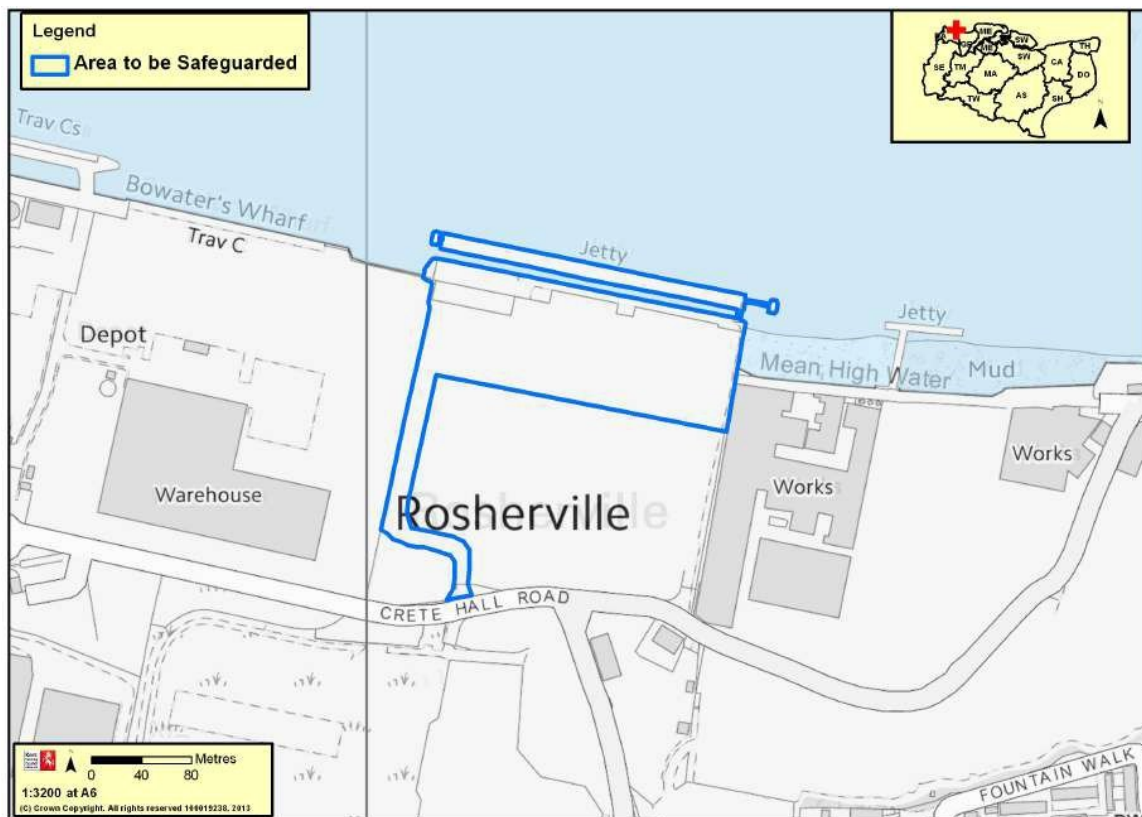 Legend
Area to be Safeguarded
ME
SW
TH
SE
TM
MA
SW
CA
DO
TW
AS
SH
N
Trav Cs
Bowater's Wharf
Trav C
Jetty
Jetty
Depot
Mean High Water
Mud
Warehouse
Works
Works
Rosherville
CRETE HALL ROAD
FOUNTAIN WALK
N
Metres
0 40 80
1:3200 at A6
(C) Crown Copyright. All rights reserved 100019238, 2013